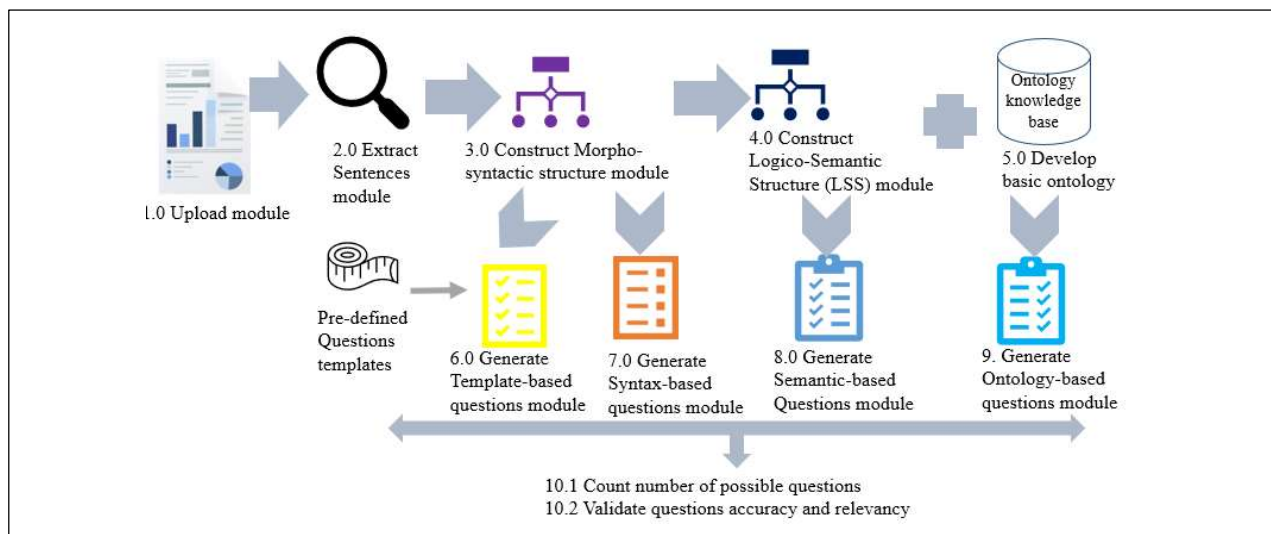 Ontology
knowledge
base
2.0 Extract
Sentences
module
3.0 Construct Morpho-
syntactic structure module
4.0 Construct
Logico-Semantic
Structure (LSS) module
5.0 Develop
basic ontology
1.0 Upload module
Pre-defined
Questions
templates
6.0 Generate
Template-based
questions module
7.0 Generate
Syntax-based
questions module
8.0 Generate
Semantic-based
Questions module
9. Generate
Ontology-based
questions module
10.1 Count number of possible questions
10.2 Validate questions accuracy and relevancy